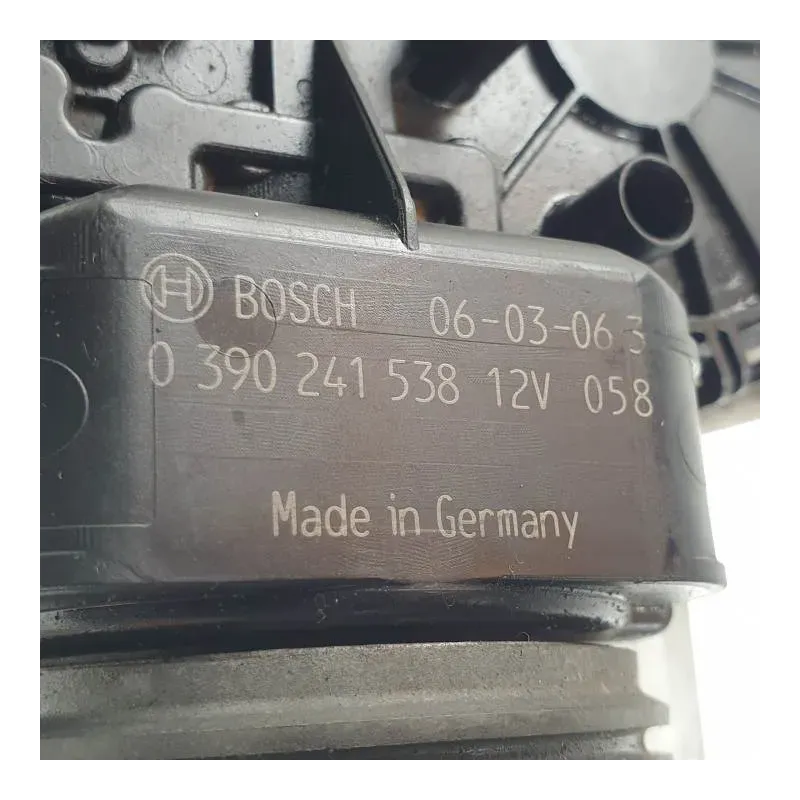 BOSCH 06-03-06 3
0 390 241 538 12V 058
Made in Germany